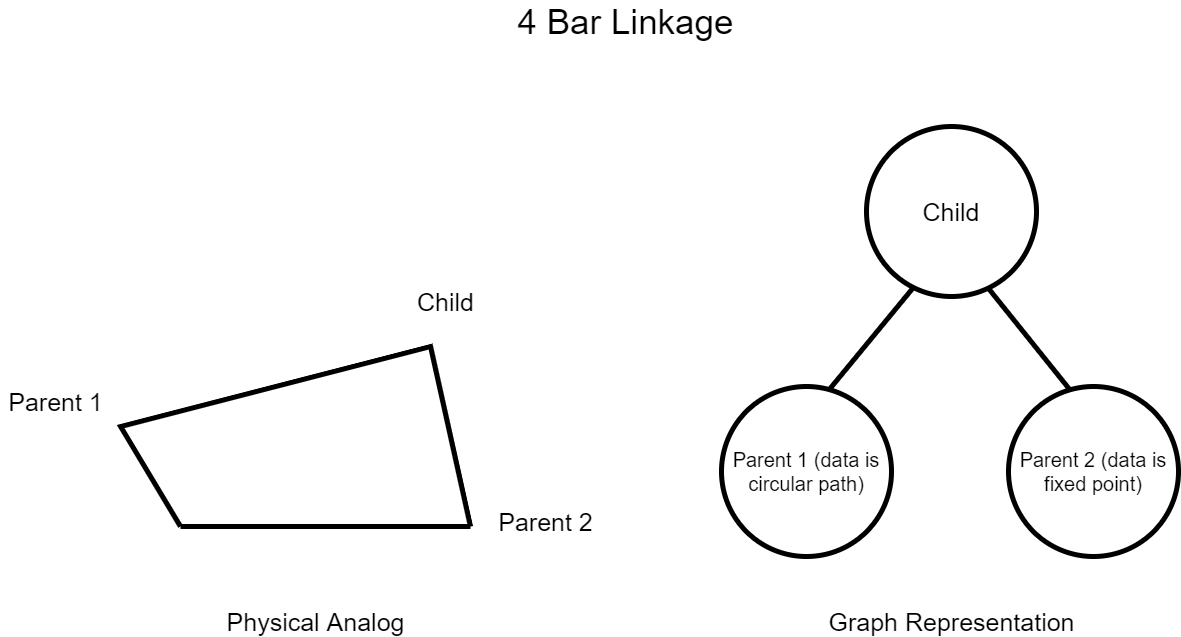 4 Bar Linkage
Child
Parent 1
Parent 2
Physical Analog
Child
Parent 1 (data is
circular path)
Parent 2 (data is
fixed point)
Graph Representation